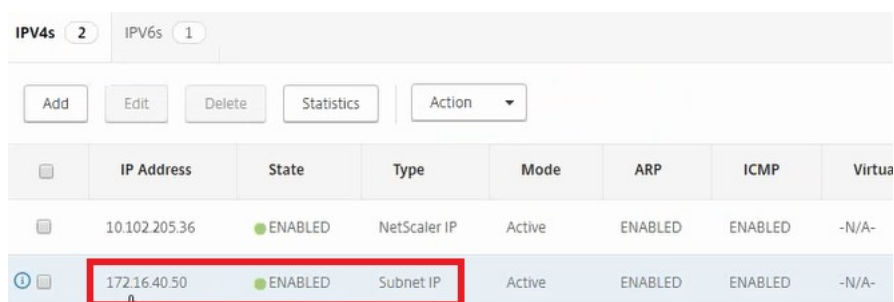 IPV4s 2 IPV6s 1
Add Edit Delete Statistics Action
IP Address State Type Mode ARP ICMP Virtua
10.102.205.36 ENABLED NetScaler IP Active ENABLED ENABLED -N/A-
172.16.40.50 ENABLED Subnet IP Active ENABLED ENABLED -N/A-